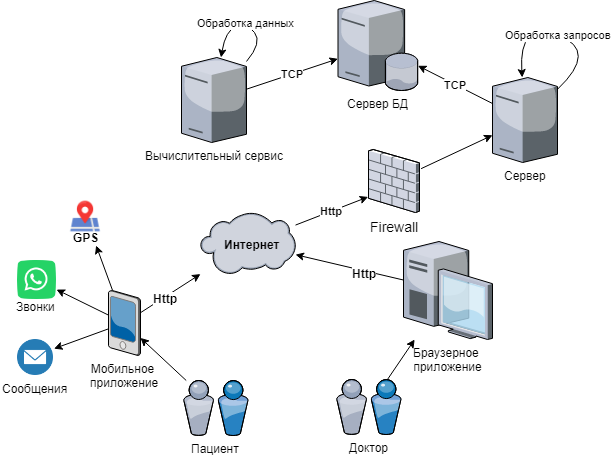 Обработка данных
Обработка запросов
TCP
TCP
Сервер БД
Вычислительный сервис
Сервер
Http
Firewall
GPS
Интернет
Http
Http
Звонки
Браузерное
приложение
Мобильное
приложение
Сообщения
Пациент
Доктор